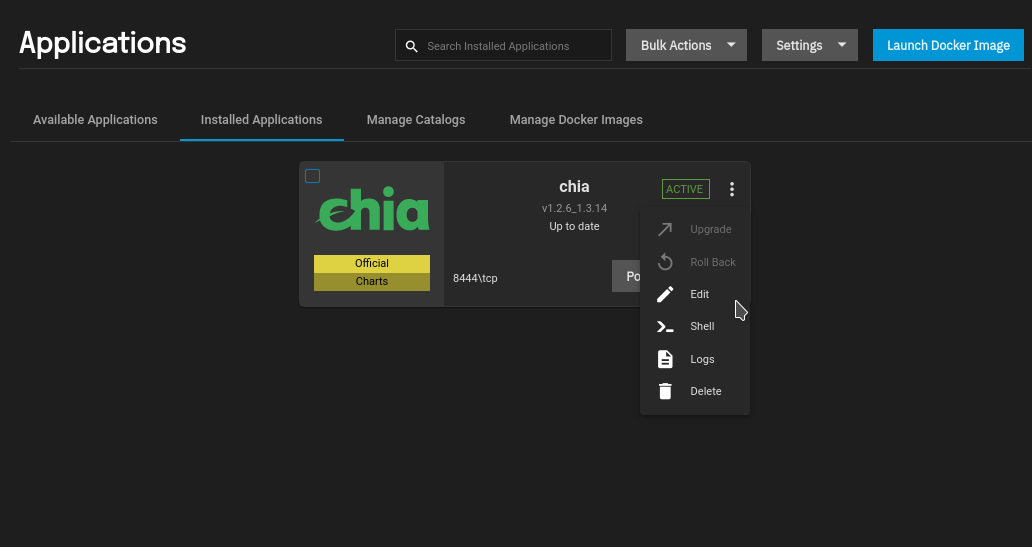 Applications
Search Installed Applications
Bulk Actions
Settings
Launch Docker Image
Available Applications
Installed Applications
Manage Catalogs
Manage Docker Images
chia
Official
Charts
chia
ACTIVE
v1.2.6_1.3.14
Up to date
8444\tcp
Upgrade
Roll Back
Edit
Shell
Logs
Delete